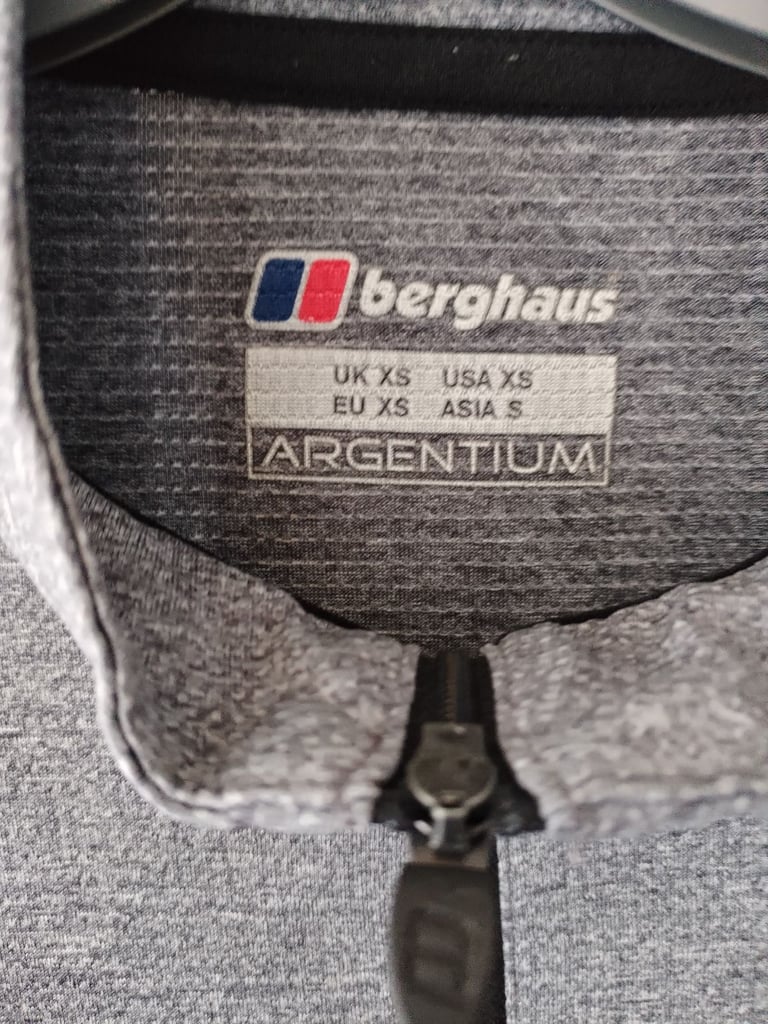 berghaus
UK XS USA XS
EU XS ASIA S
ARGENTIUM